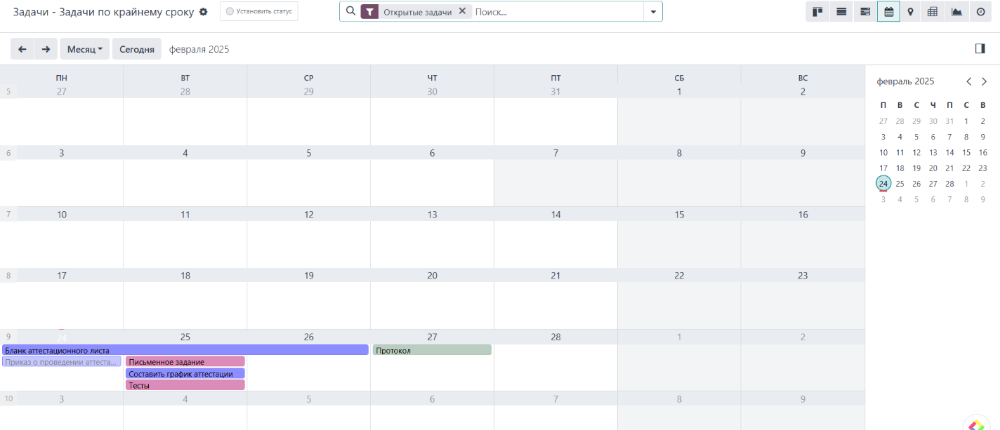 Задачи - Задачи по крайнему сроку Установить статус Открытые задачи Поиск...
Месяц Сегодня февраля 2025
ПН ВТ СР ЧТ ПТ СБ ВС
5 27 28 29 30 31 1 2
6 3 4 5 6 7 8 9
7 10 11 12 13 14 15 16
8 17 18 19 20 21 22 23
9 24 25 26 27 28 1 2
Бланк аттестационного листа Протокол
Приказ о проведении аттеста... Письменное задание
Составить график аттестации
Тесты
10 3 4 5 6 7 8 9
февраль 2025
П В С Ч П С В
27 28 29 30 31 1 2
3 4 5 6 7 8 9
10 11 12 13 14 15 16
17 18 19 20 21 22 23
24 25 26 27 28 1 2
3 4 5 6 7 8 9